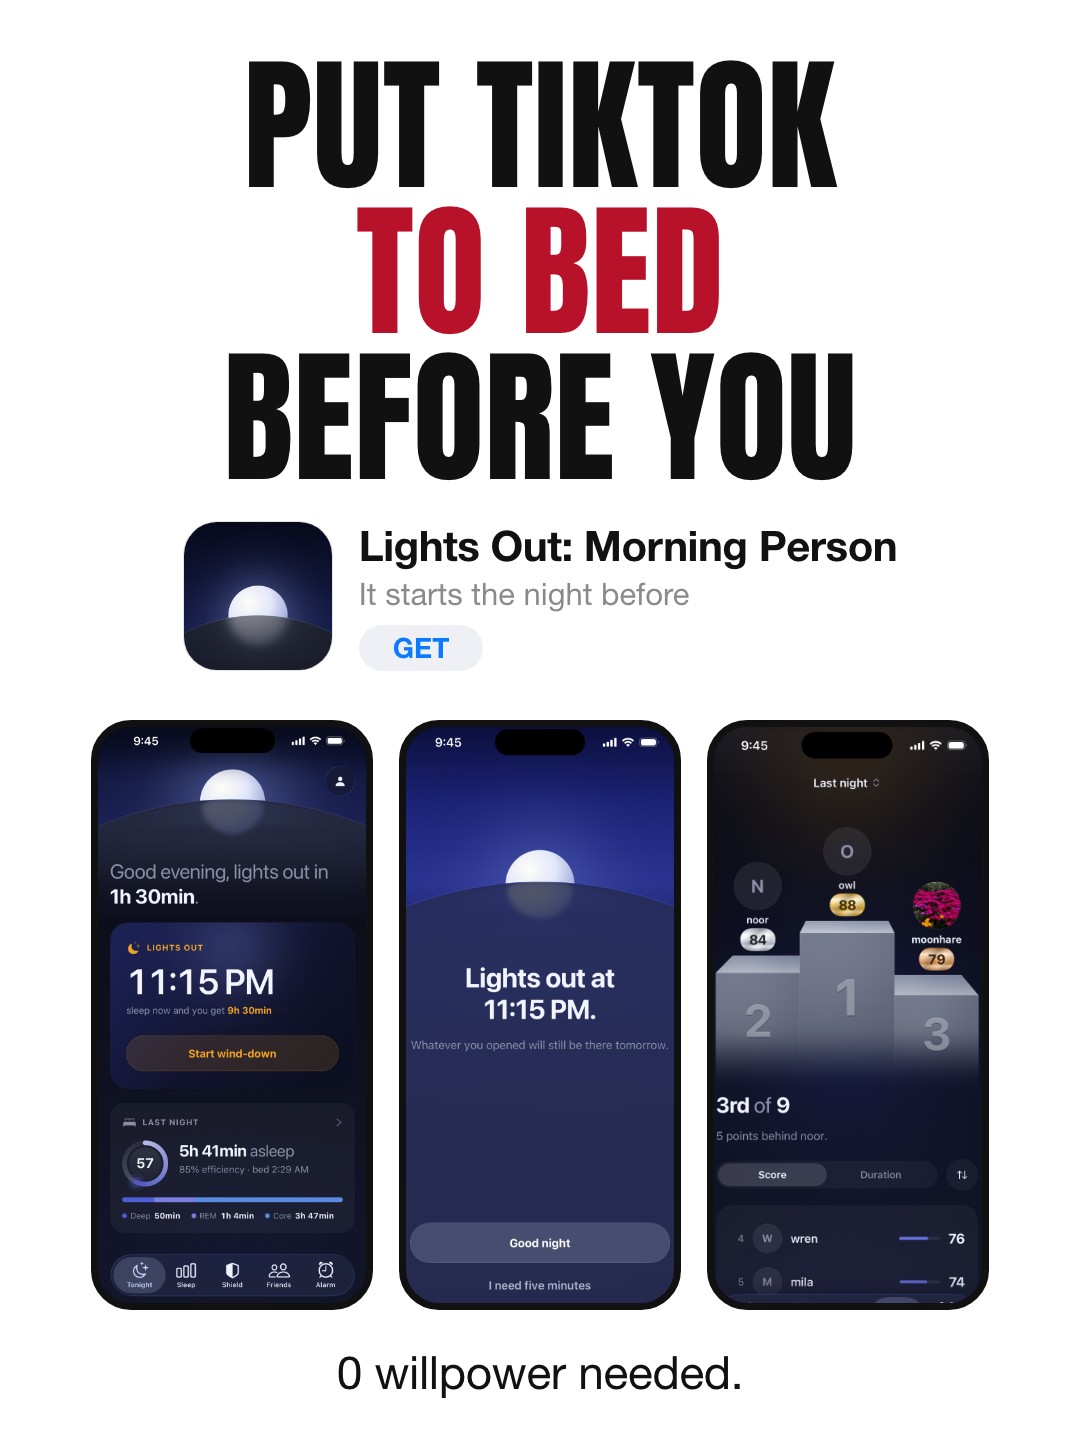 PUT TIKTOK
TO BED
BEFORE YOU
Lights Out: Morning Person
It starts the night before
GET
9:45
Good evening, lights out in
1h 30min.
LIGHTS OUT
11:15 PM
sleep now and you get 9h 30min
Start wind-down
LAST NIGHT
57
5h 41min asleep
85% efficiency · bed 2:29 AM
Deep 50min REM 1h 4min Core 3h 47min
Tonight Sleep Shield Friends Alarm
9:45
Lights out at
11:15 PM.
Whatever you opened will still be there tomorrow.
Good night
I need five minutes
9:45
Last night
O
owl
88
N
noor
84
moonhare
79
1
2
3
3rd of 9
5 points behind noor.
Score Duration
4 W wren 76
5 M mila 74
0 willpower needed.